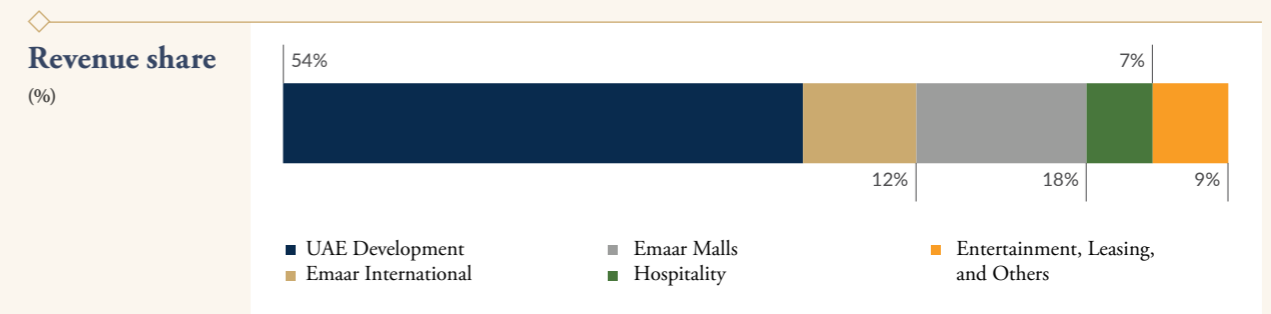 Revenue share
(%)
54%
7%
12%
18%
9%
UAE Development
Emaar International
Emaar Malls
Hospitality
Entertainment, Leasing,
and Others